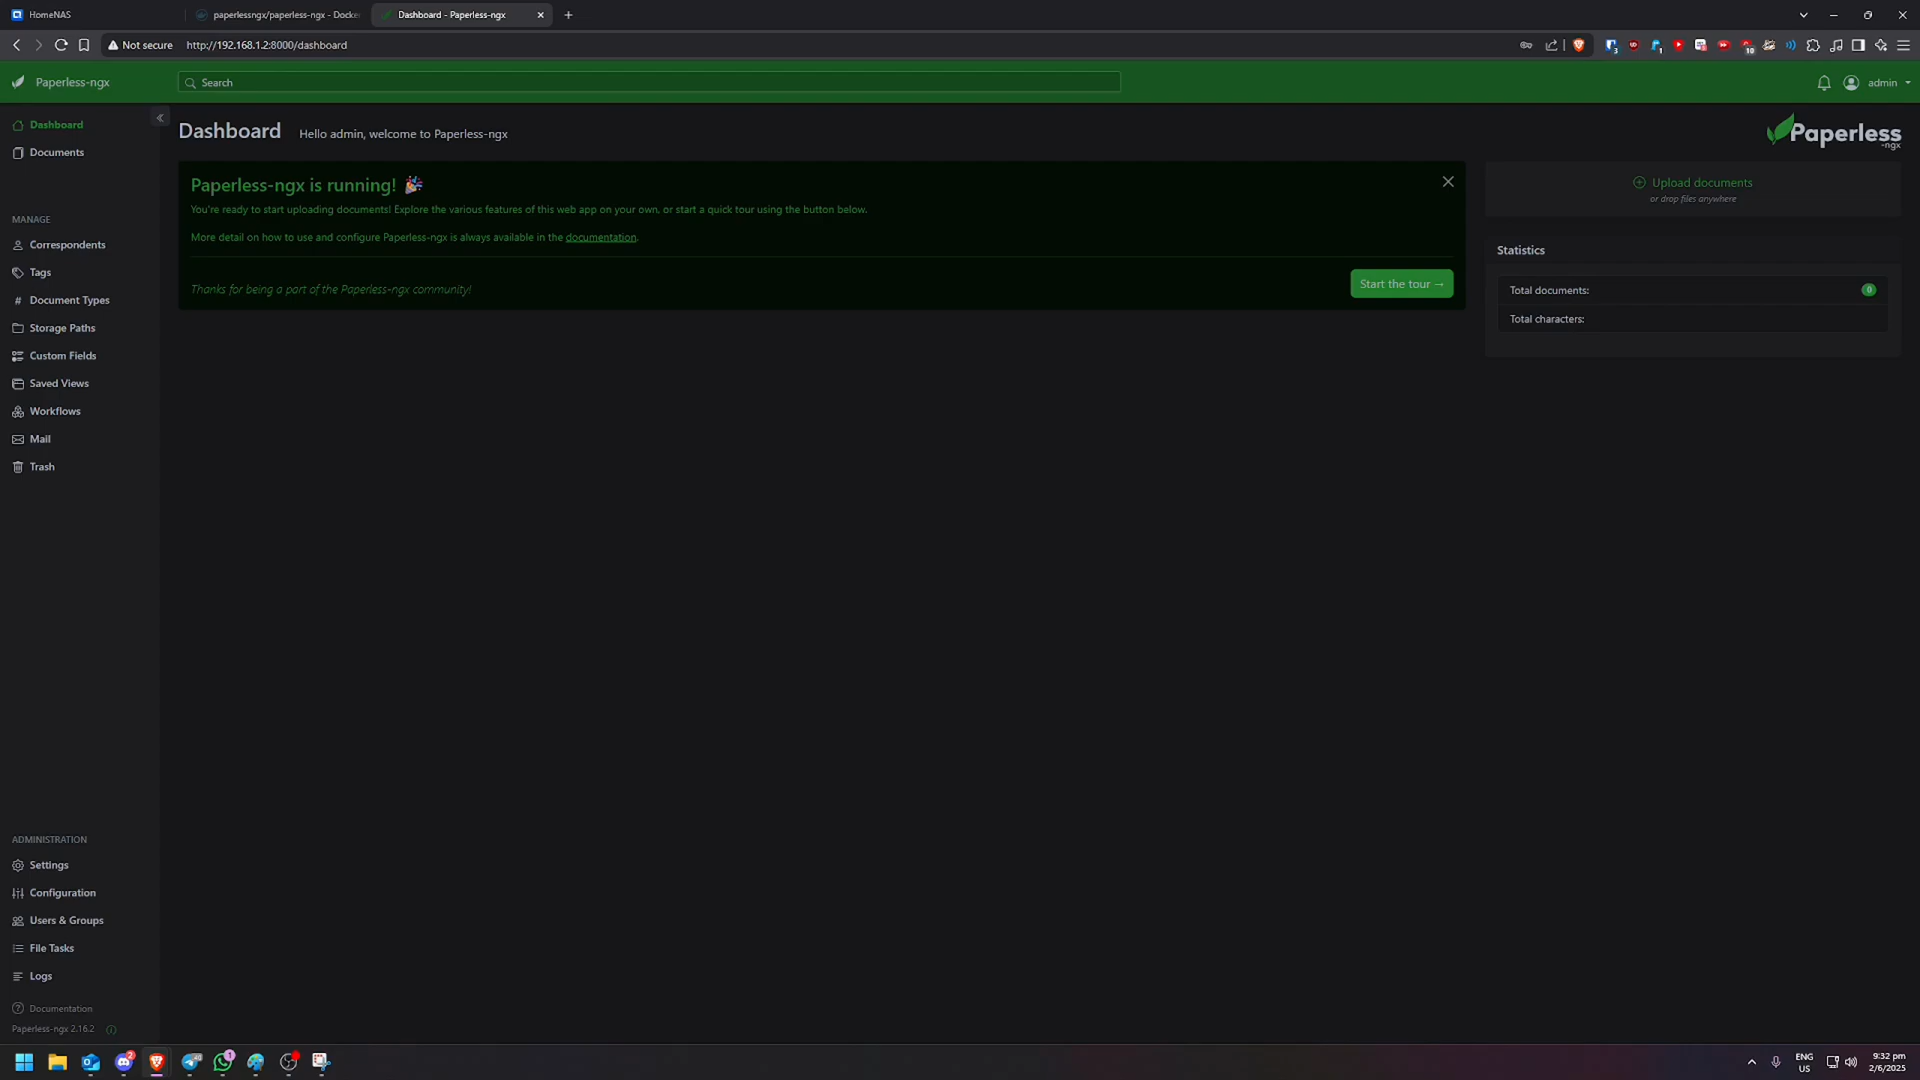 HomeNAS
paperlessngx/paperless-ngx - Docke
Dashboard - Paperless-ngx
Not secure
http://192.168.1.2:8000/dashboard
Paperless-ngx
Search
admin
Dashboard
Documents
MANAGE
Correspondents
Tags
# Document Types
Storage Paths
Custom Fields
Saved Views
Workflows
Mail
Trash
ADMINISTRATION
Settings
Configuration
Users & Groups
File Tasks
Logs
Documentation
Paperless-ngx 2.16.2
Dashboard
Hello admin, welcome to Paperless-ngx
Paperless-ngx is running! 🎉
You're ready to start uploading documents! Explore the various features of this web app on your own, or start a quick tour using the button below.
More detail on how to use and configure Paperless-ngx is always available in the documentation.
Thanks for being a part of the Paperless-ngx community!
Start the tour →
Paperless
-ngx
Upload documents
or drop files anywhere
Statistics
Total documents:
0
Total characters:
ENG
US
9:32 pm
2/6/2025